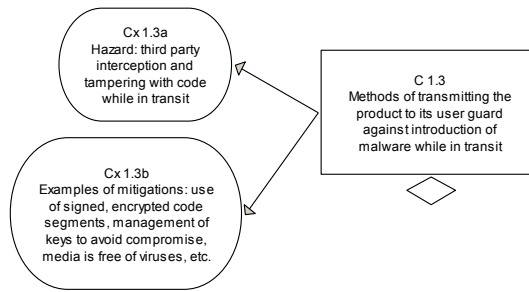 Cx 1.3a
Hazard: third party
interception and
tampering with code
while in transit
C 1.3
Methods of transmitting the
product to its user guard
against introduction of
malware while in transit
Cx 1.3b
Examples of mitigations: use
of signed, encrypted code
segments, management of
keys to avoid compromise,
media is free of viruses, etc.